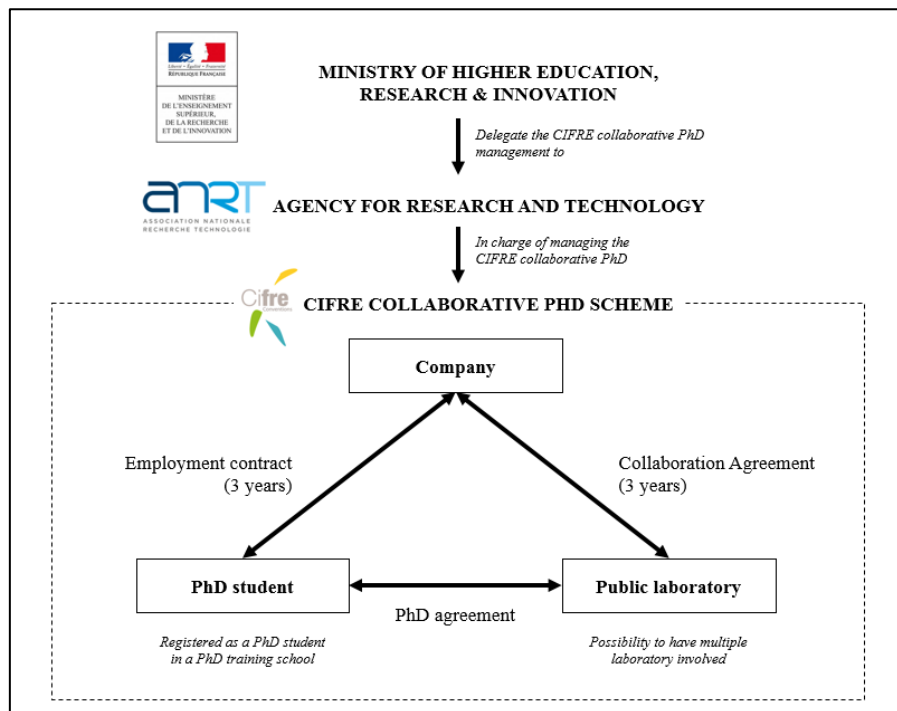 Liberté • Égalité • Fraternité
RÉPUBLIQUE FRANÇAISE
MINISTÈRE
DE L'ENSEIGNEMENT
SUPÉRIEUR,
DE LA RECHERCHE
ET DE L'INNOVATION
MINISTRY OF HIGHER EDUCATION,
RESEARCH & INNOVATION
Delegate the CIFRE collaborative PhD
management to
anrt
ASSOCIATION NATIONALE
RECHERCHE TECHNOLOGIE
AGENCY FOR RESEARCH AND TECHNOLOGY
In charge of managing the
CIFRE collaborative PhD
Cifre
Conventions
CIFRE COLLABORATIVE PHD SCHEME
Company
Employment contract
(3 years)
Collaboration Agreement
(3 years)
PhD student
Public laboratory
PhD agreement
Registered as a PhD student
in a PhD training school
Possibility to have multiple
laboratory involved